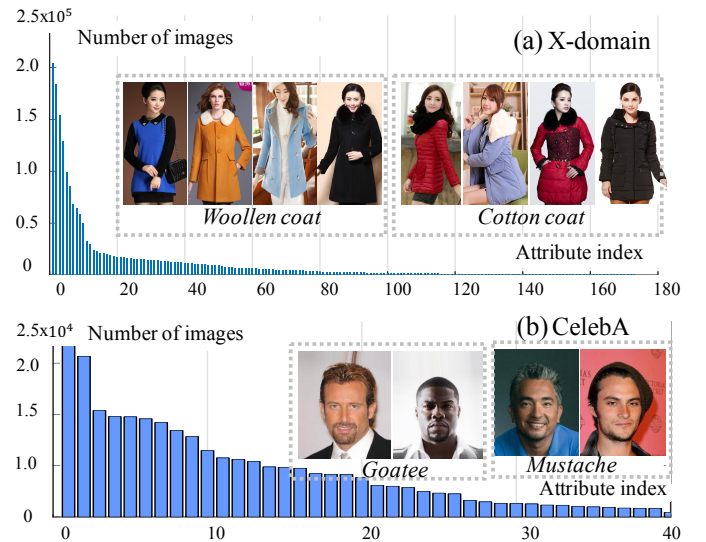 2.5x10⁵
Number of images
(a) X-domain
2.0
1.5
1.0
0.5
0
Woollen coat
Cotton coat
Attribute index
0 20 40 60 80 100 120 140 160 180
2.5x10⁴
Number of images
(b) CelebA
2.0
1.5
1.0
0
Goatee
Mustache
Attribute index
0 10 20 30 40